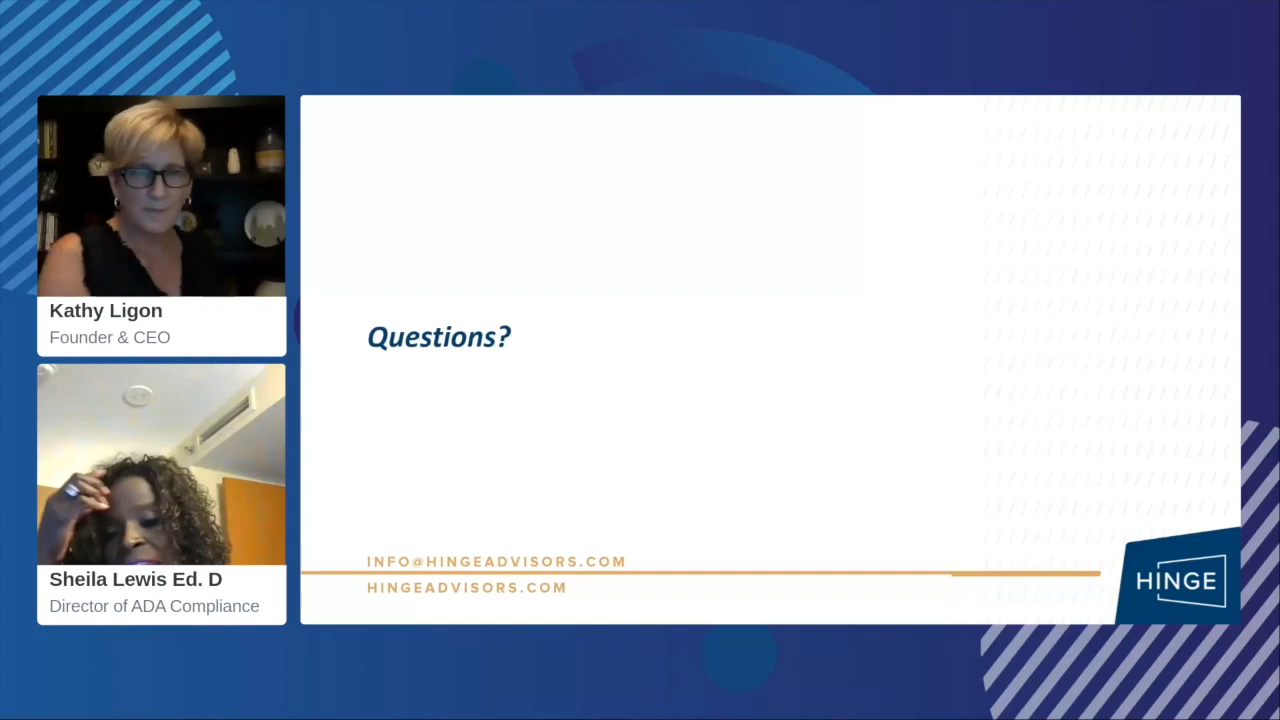 Kathy Ligon
Founder & CEO
Sheila Lewis Ed. D
Director of ADA Compliance
Questions?
INFO@HINGEADVISORS.COM
HINGEADVISORS.COM
HINGE